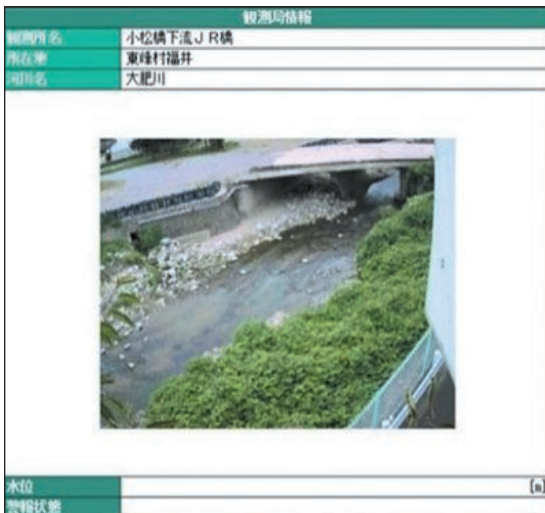 観測局情報
観測所名 小松橋下流ＪＲ橋
所在地 東峰村福井
河川名 大肥川
水位 [m]
警報状態